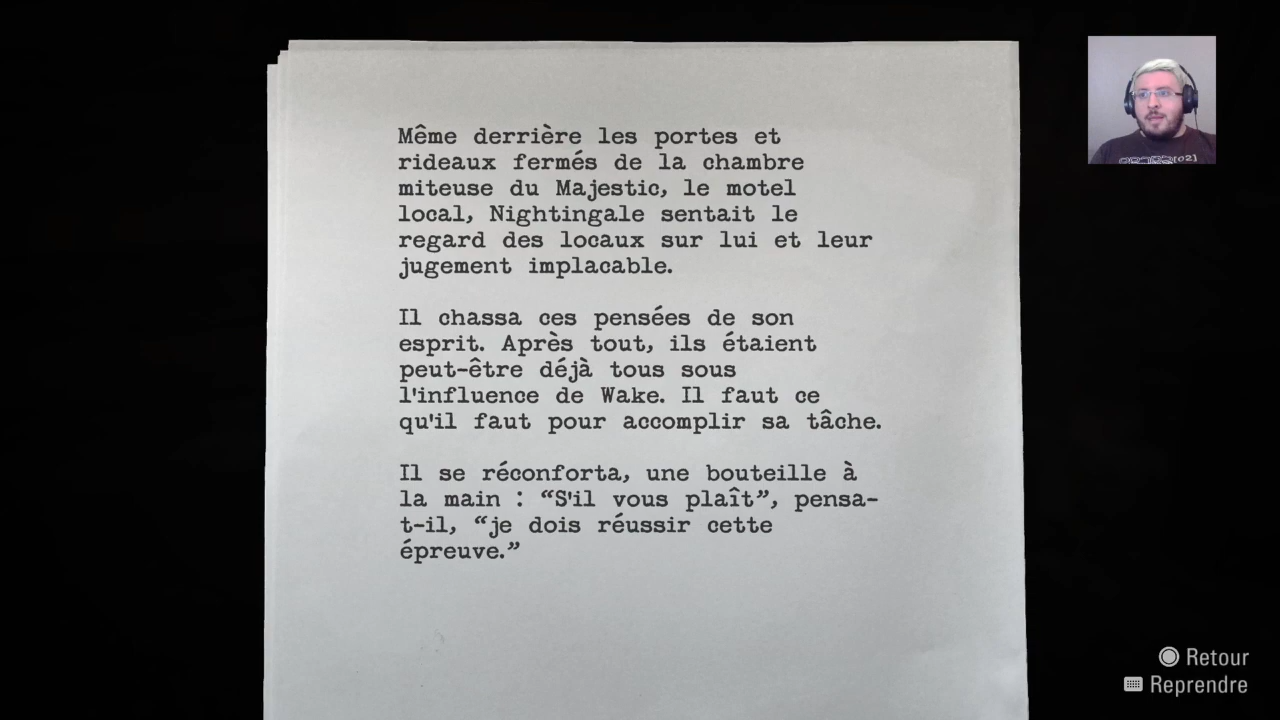 Même derrière les portes et
rideaux fermés de la chambre
miteuse du Majestic, le motel
local, Nightingale sentait le
regard des locaux sur lui et leur
jugement implacable.
Il chassa ces pensées de son
esprit. Après tout, ils étaient
peut-être déjà tous sous
l'influence de Wake. Il faut ce
qu'il faut pour accomplir sa tâche.
Il se réconforta, une bouteille à
la main : “S'il vous plaît”, pensa-
t-il, “je dois réussir cette
épreuve.”
Retour
Reprendre